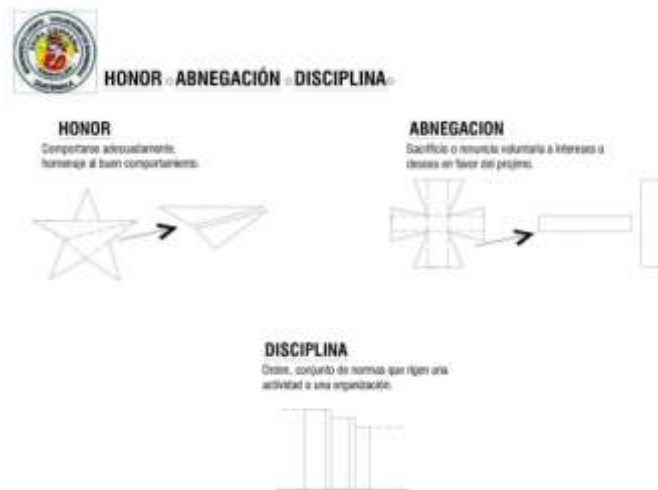 HONOR ABNEGACIÓN DISCIPLINA
HONOR
Comportarse adecuadamente,
homenaje al buen comportamiento.
ABNEGACION
Sacrificio o renuncia voluntaria a intereses o
deseos en favor del projimo.
DISCIPLINA
Orden, conjunto de normas que rigen una
actividad o una organización.